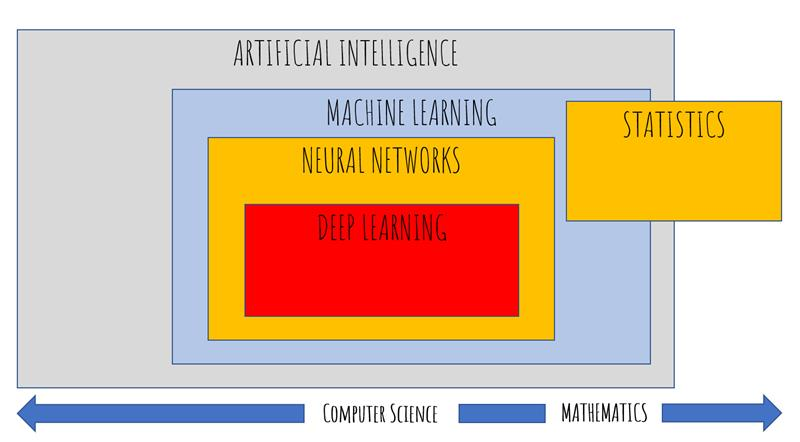 ARTIFICIAL INTELLIGENCE
MACHINE LEARNING
STATISTICS
NEURAL NETWORKS
DEEP LEARNING
COMPUTER SCIENCE
MATHEMATICS